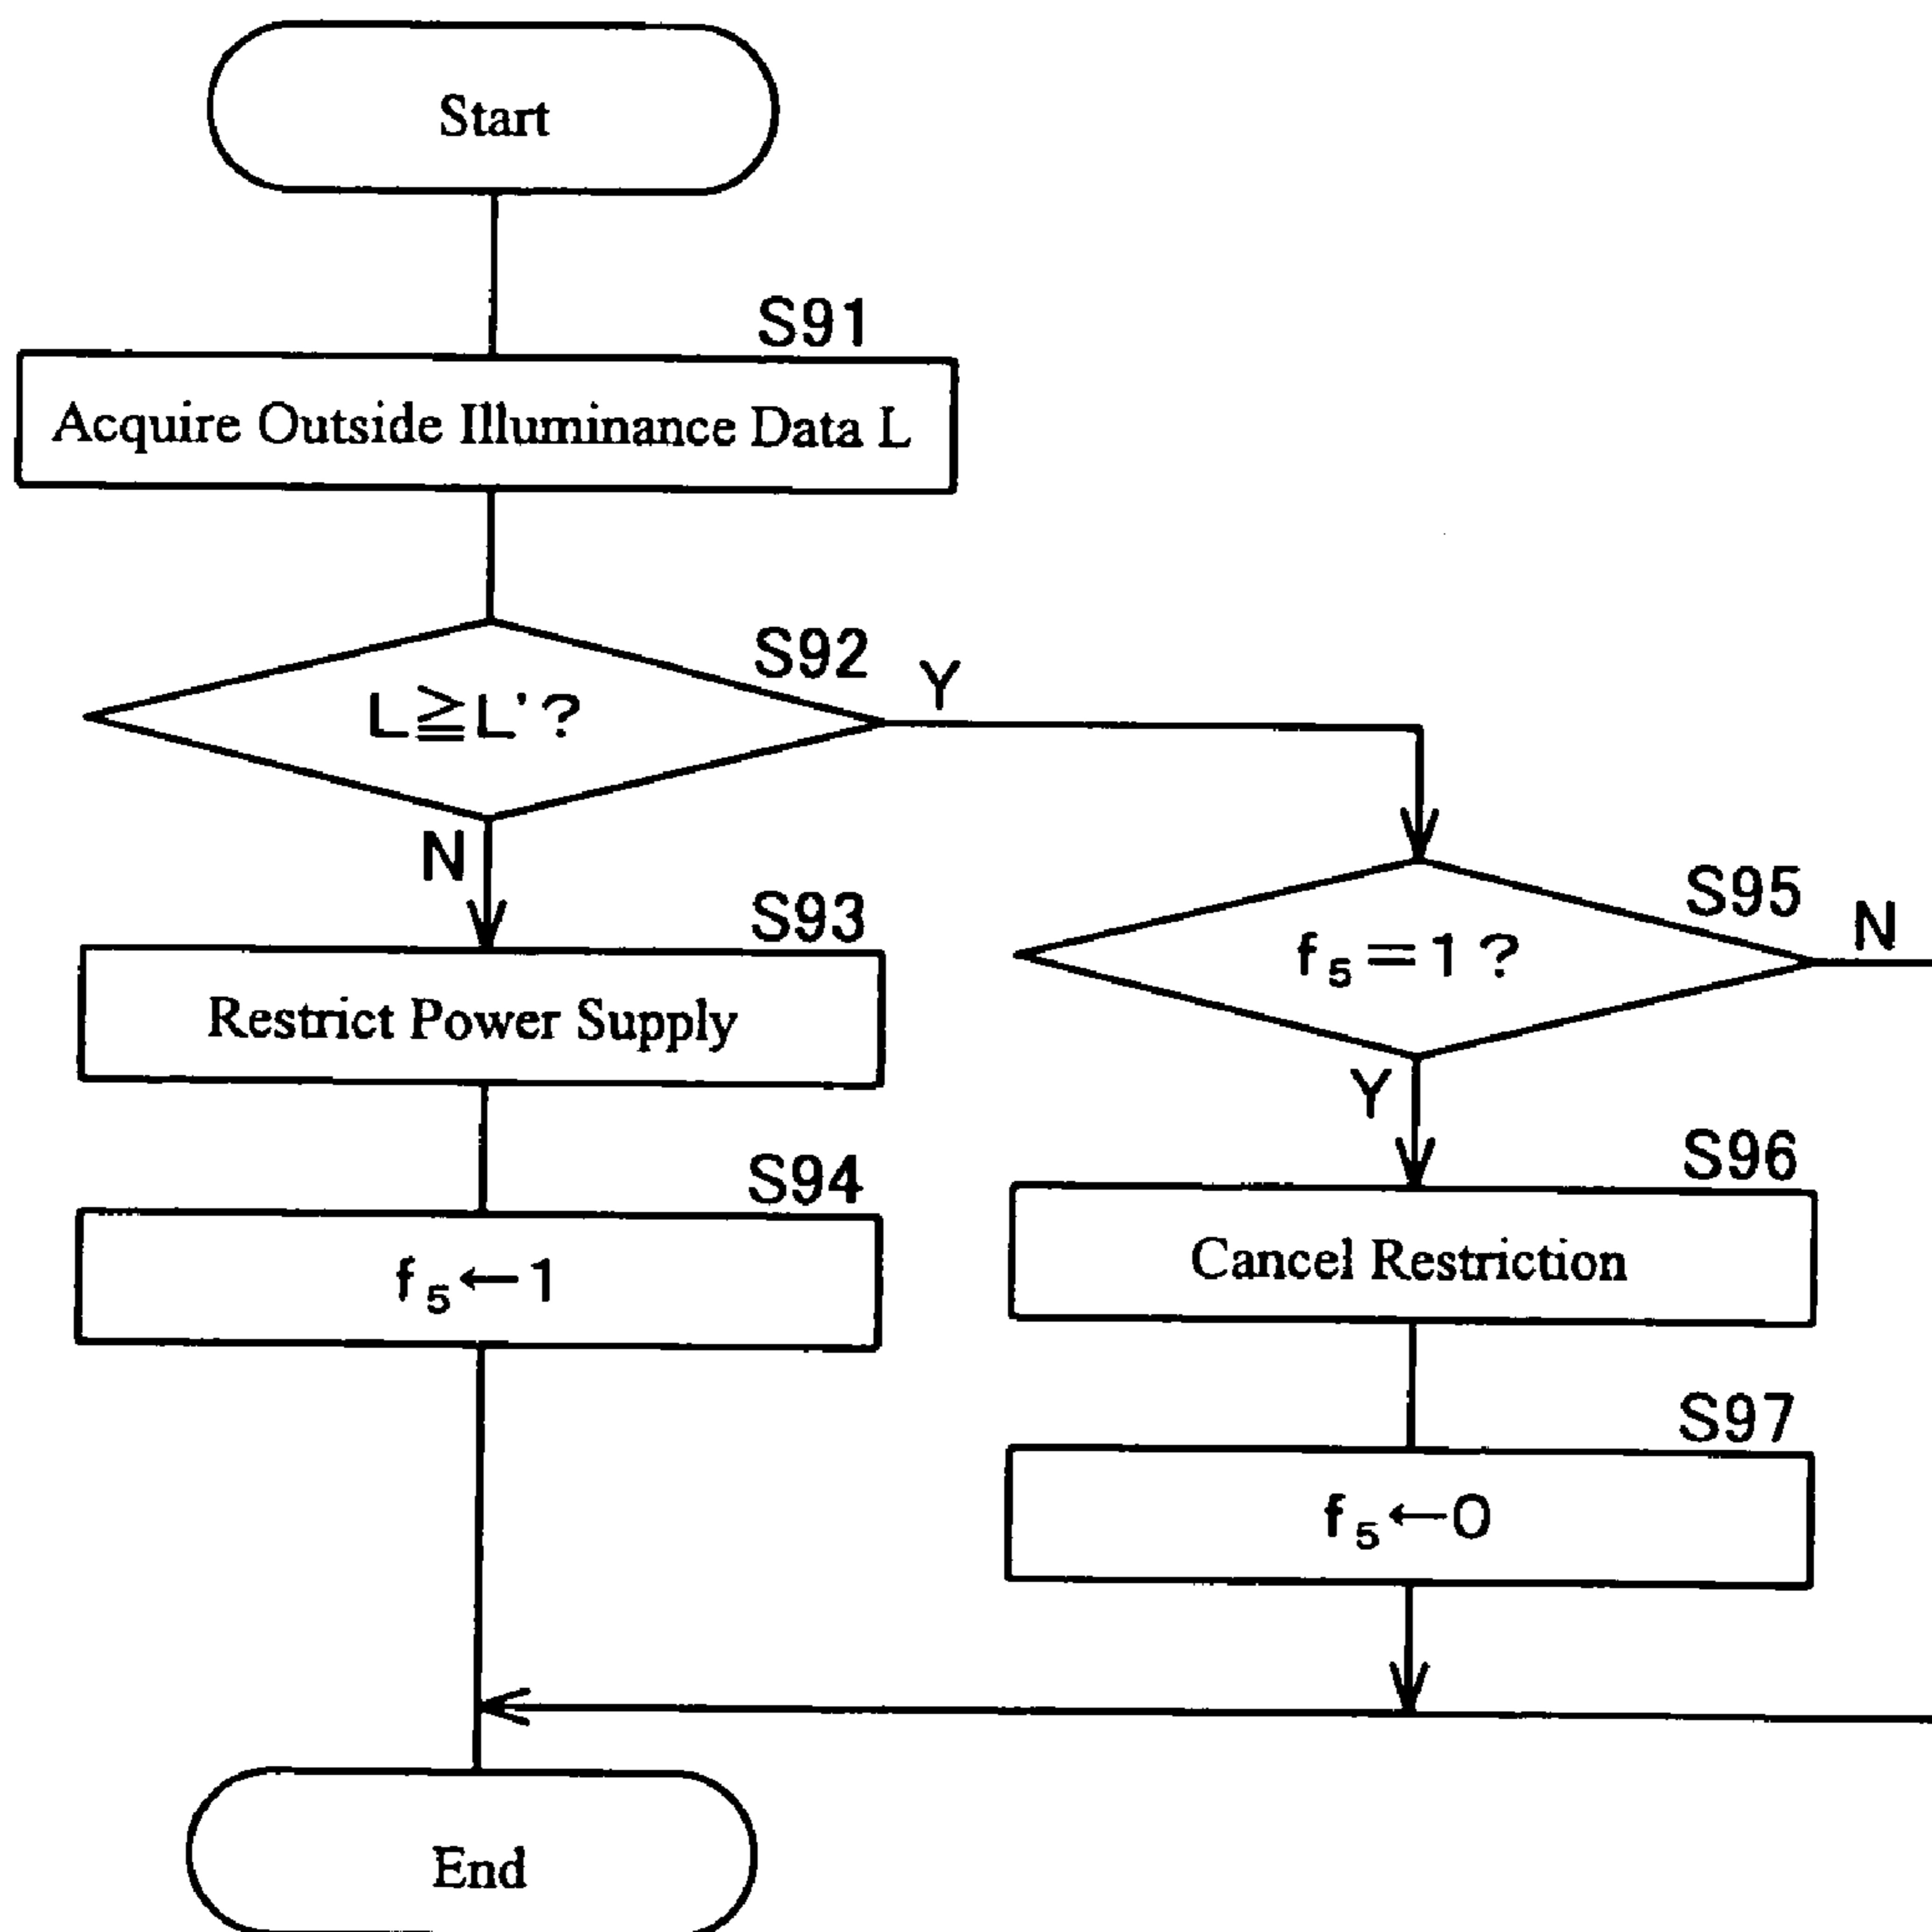 Start
S91
Acquire Outside Illuminance Data L
S92
L≧L'?
Y
N
S93
Restrict Power Supply
S94
f₅←1
S95
f₅=1?
N
Y
S96
Cancel Restriction
S97
f₅←0
End